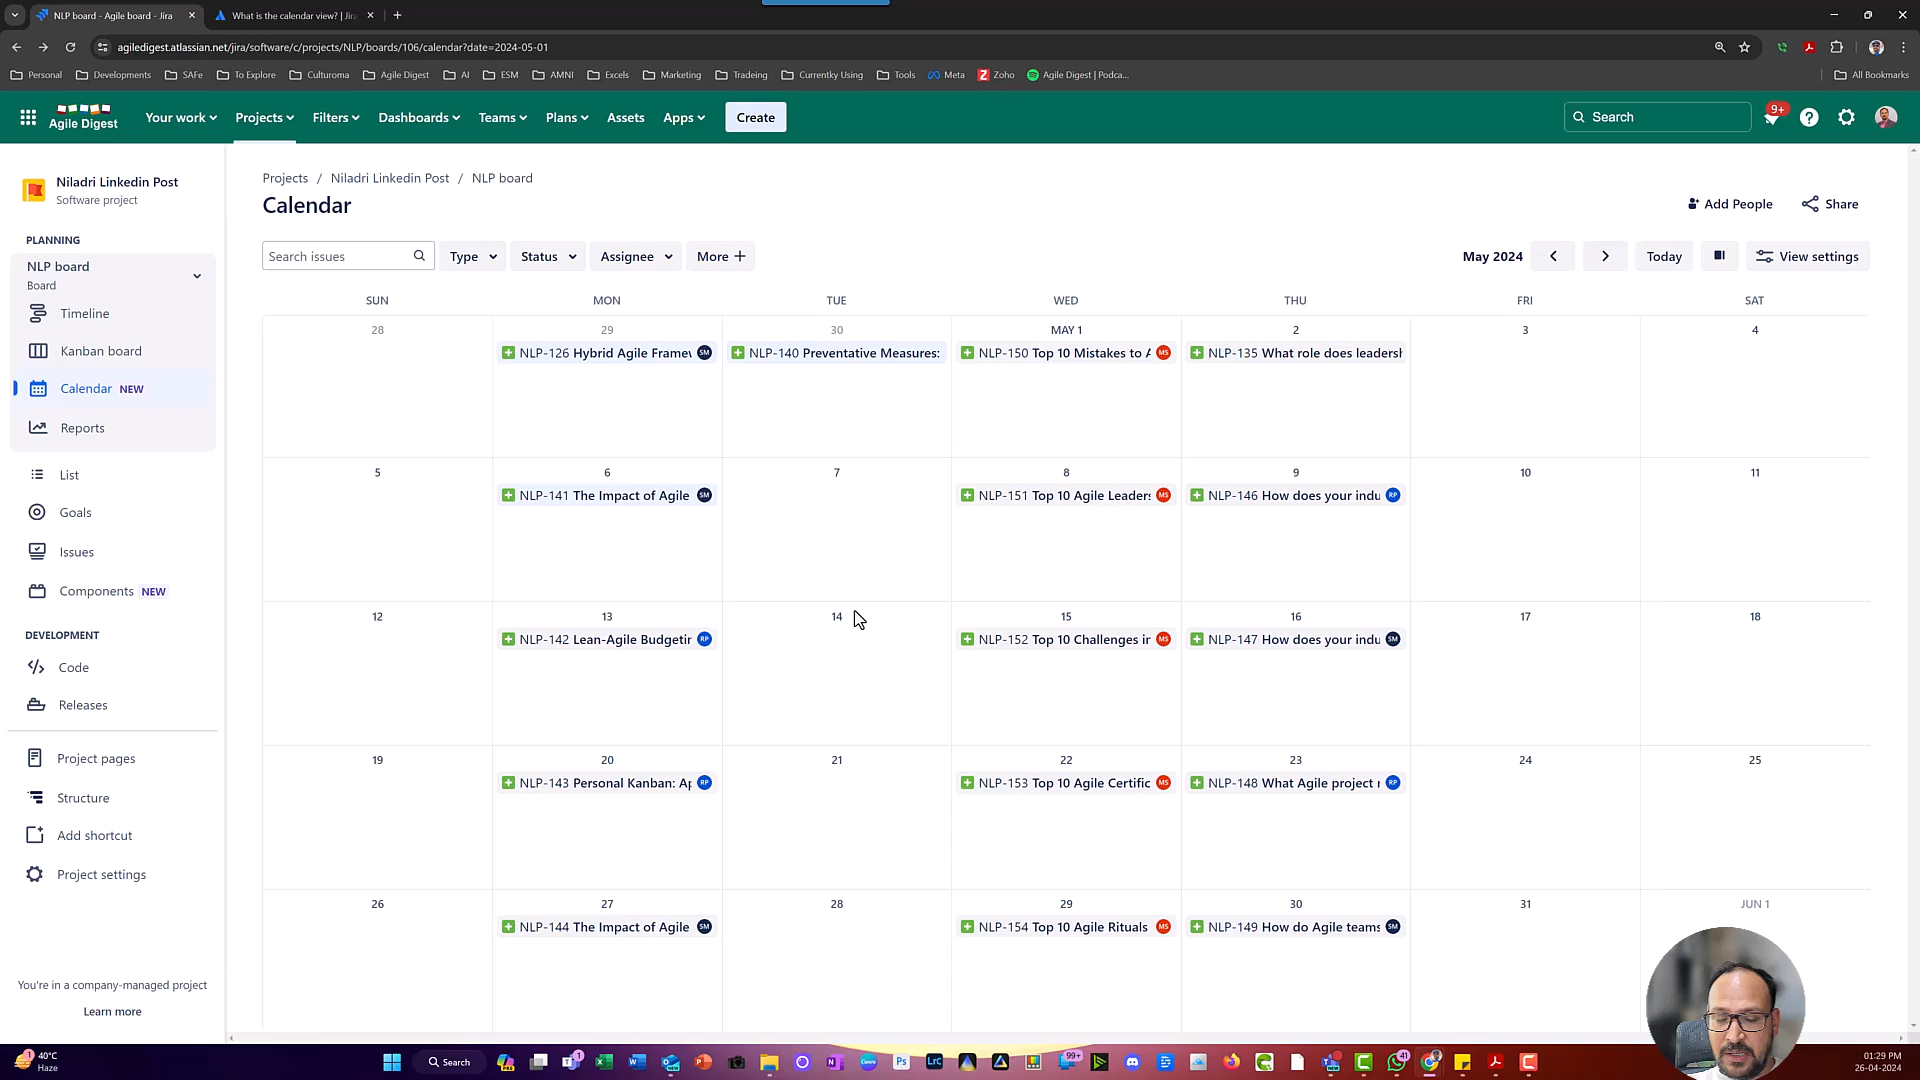 NLP board - Agile board - Jira
What is the calendar view? | Jira
agiledigest.atlassian.net/jira/software/c/projects/NLP/boards/106/calendar?date=2024-05-01
Personal Developments SAFe To Explore Culturoma Agile Digest AI ESM AMNI Excels Marketing Tradeing Currentky Using Tools Meta Zoho Agile Digest | Podca... All Bookmarks
Agile Digest Your work Projects Filters Dashboards Teams Plans Assets Apps Create Search 9+
Niladri Linkedin Post
Software project
PLANNING
NLP board
Board
Timeline
Kanban board
Calendar NEW
Reports
List
Goals
Issues
Components NEW
DEVELOPMENT
Code
Releases
Project pages
Structure
Add shortcut
Project settings
You're in a company-managed project
Learn more
Projects / Niladri Linkedin Post / NLP board
Calendar
Add People Share
Search issues Type Status Assignee More + May 2024 Today View settings
SUN MON TUE WED THU FRI SAT
28 29 30 MAY 1 2 3 4
NLP-126 Hybrid Agile Framew SM NLP-140 Preventative Measures: NLP-150 Top 10 Mistakes to A MS NLP-135 What role does leadersh
5 6 7 8 9 10 11
NLP-141 The Impact of Agile SM NLP-151 Top 10 Agile Leaders MS NLP-146 How does your indu RP
12 13 14 15 16 17 18
NLP-142 Lean-Agile Budgetin RP NLP-152 Top 10 Challenges in MS NLP-147 How does your indu SM
19 20 21 22 23 24 25
NLP-143 Personal Kanban: Ap RP NLP-153 Top 10 Agile Certific MS NLP-148 What Agile project r RP
26 27 28 29 30 31 JUN 1
NLP-144 The Impact of Agile SM NLP-154 Top 10 Agile Rituals MS NLP-149 How do Agile teams SM
1 40°C
Haze
Search
1
Ps
LrC
99+
41
01:29 PM
26-04-2024